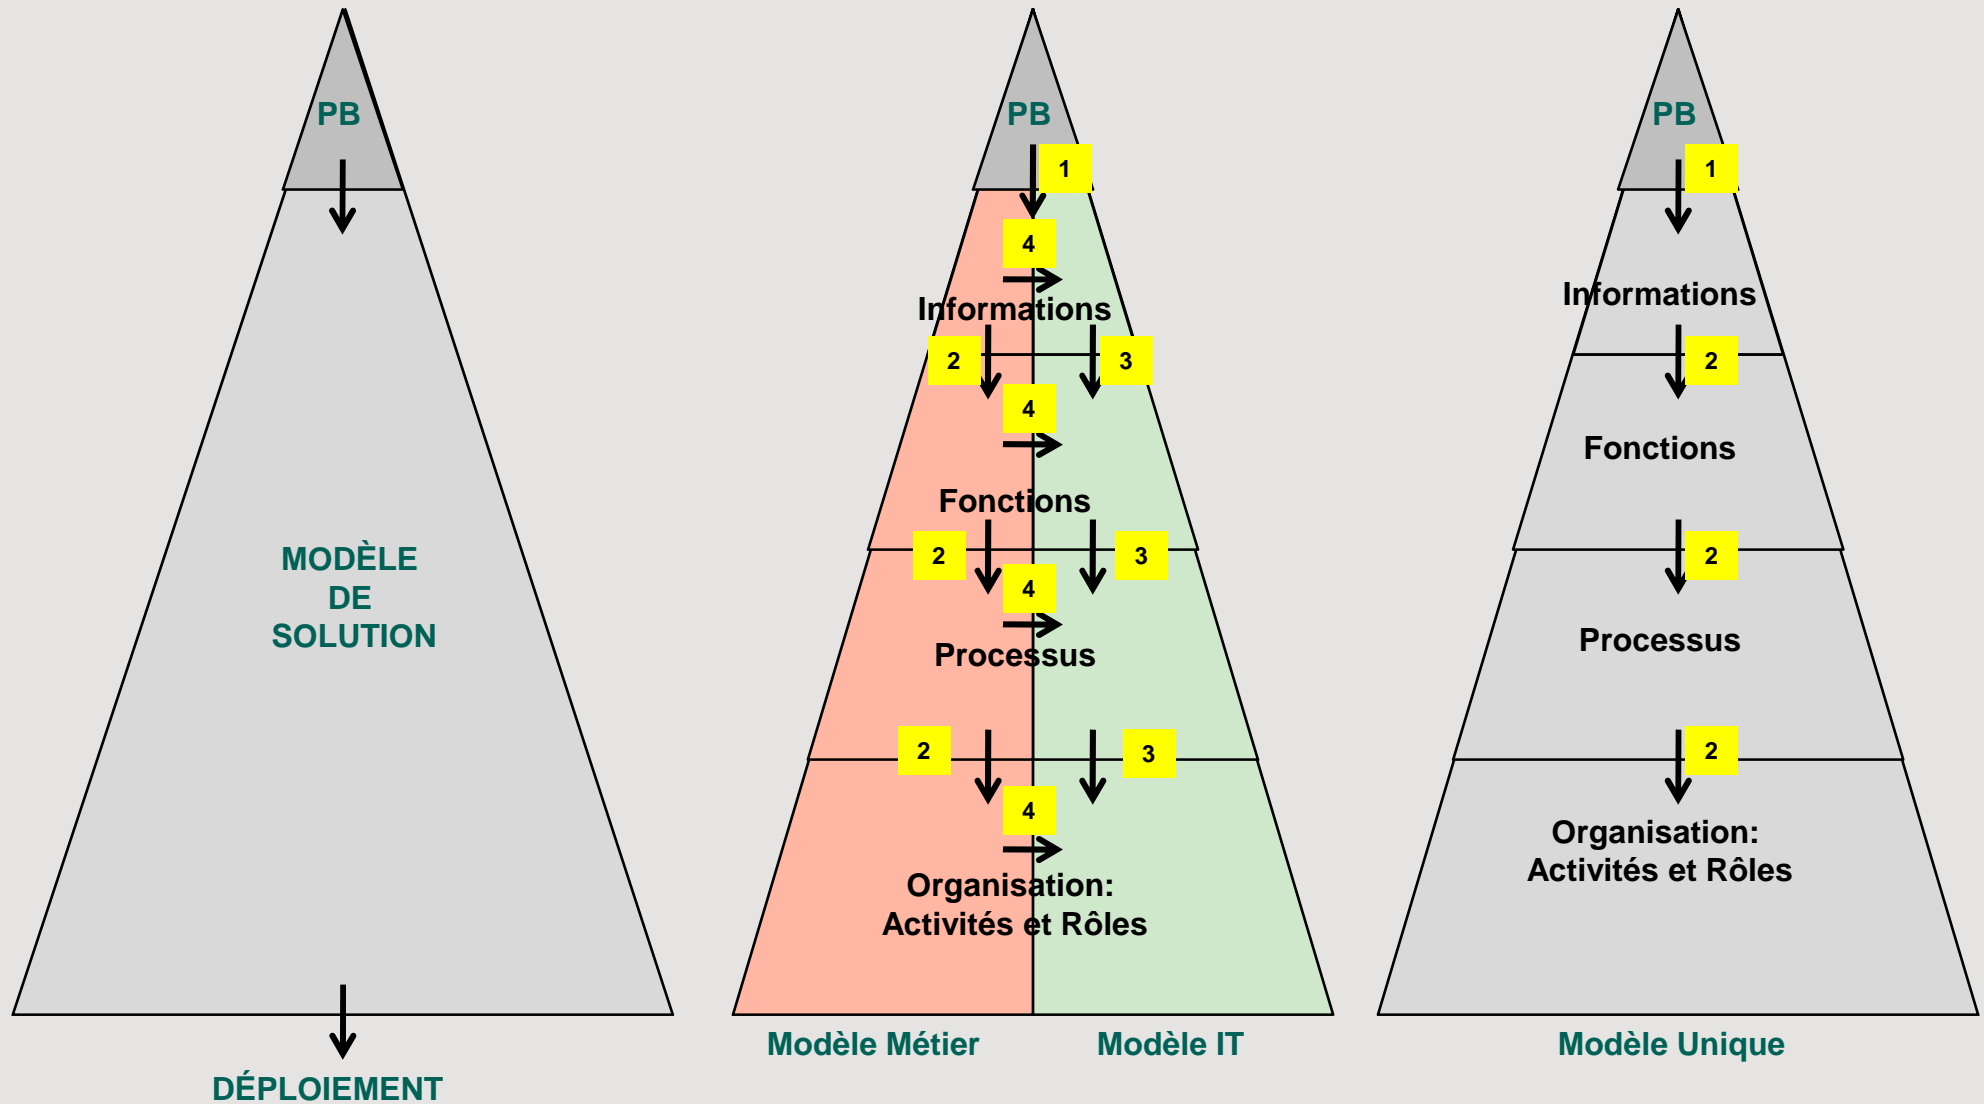 PB
MODÈLE
DE
SOLUTION
DÉPLOIEMENT
PB
1
4
Informations
2
3
4
Fonctions
2
3
4
Processus
2
3
4
Organisation:
Activités et Rôles
Modèle Métier
Modèle IT
PB
1
Informations
2
Fonctions
2
Processus
2
Organisation:
Activités et Rôles
Modèle Unique